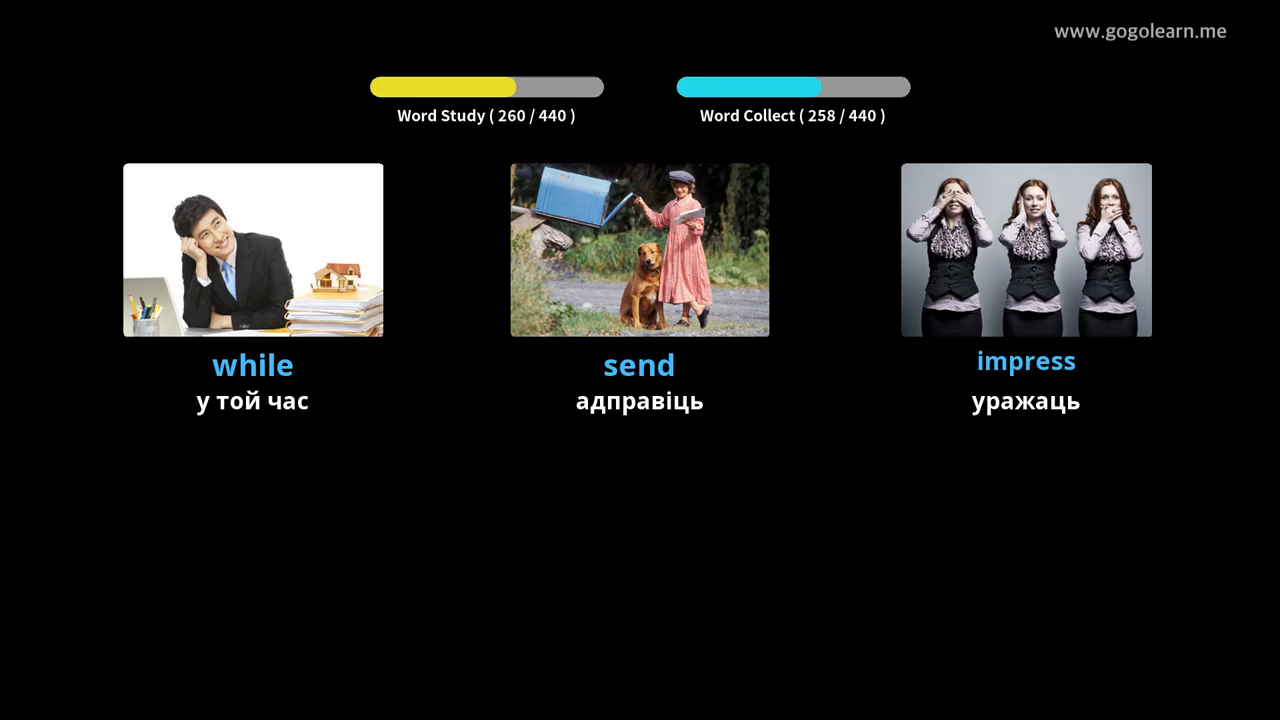 www.gogolearn.me
Word Study ( 260 / 440 )
Word Collect ( 258 / 440 )
while
send
impress
у той час
адправіць
уражаць